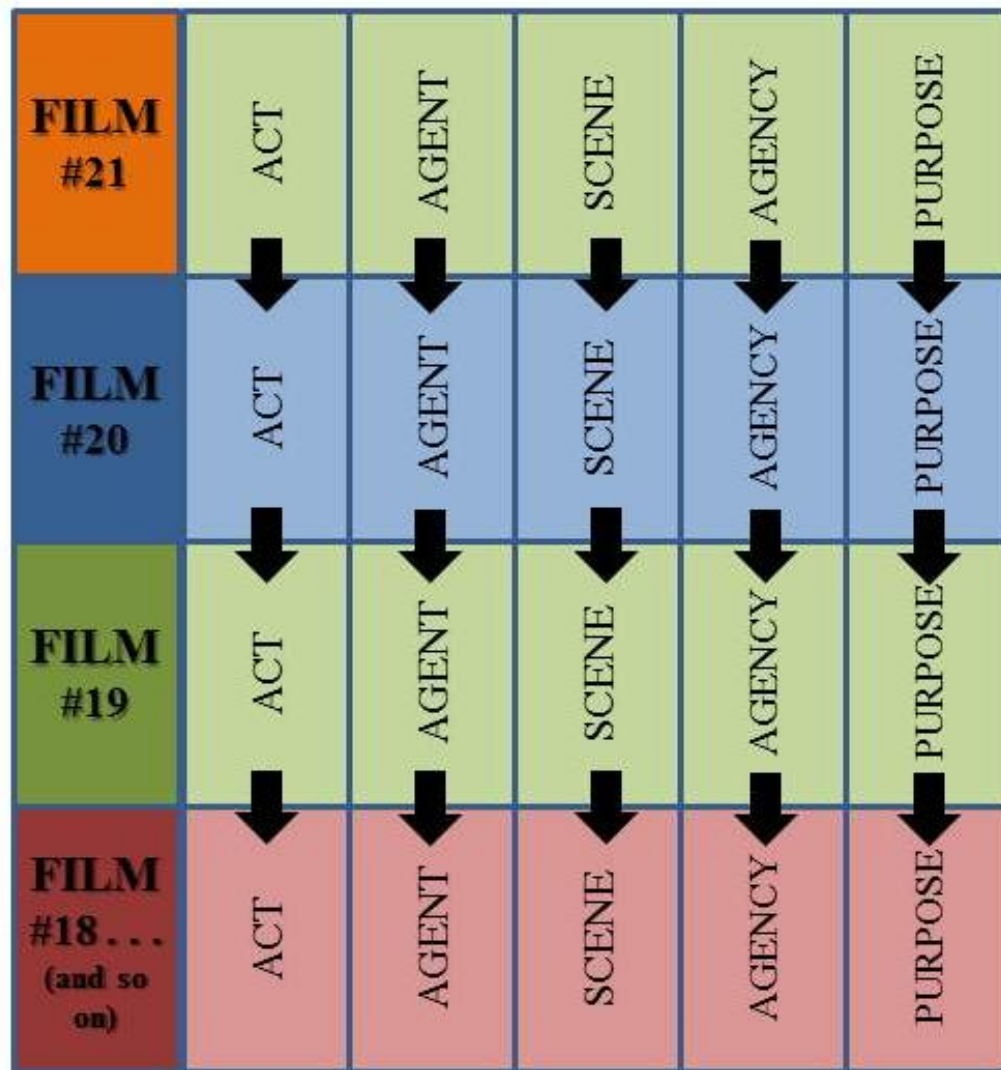 FILM
#21
ACT
AGENT
SCENE
AGENCY
PURPOSE
FILM
#20
ACT
AGENT
SCENE
AGENCY
PURPOSE
FILM
#19
ACT
AGENT
SCENE
AGENCY
PURPOSE
FILM
#18 . . .
(and so
on)
ACT
AGENT
SCENE
AGENCY
PURPOSE